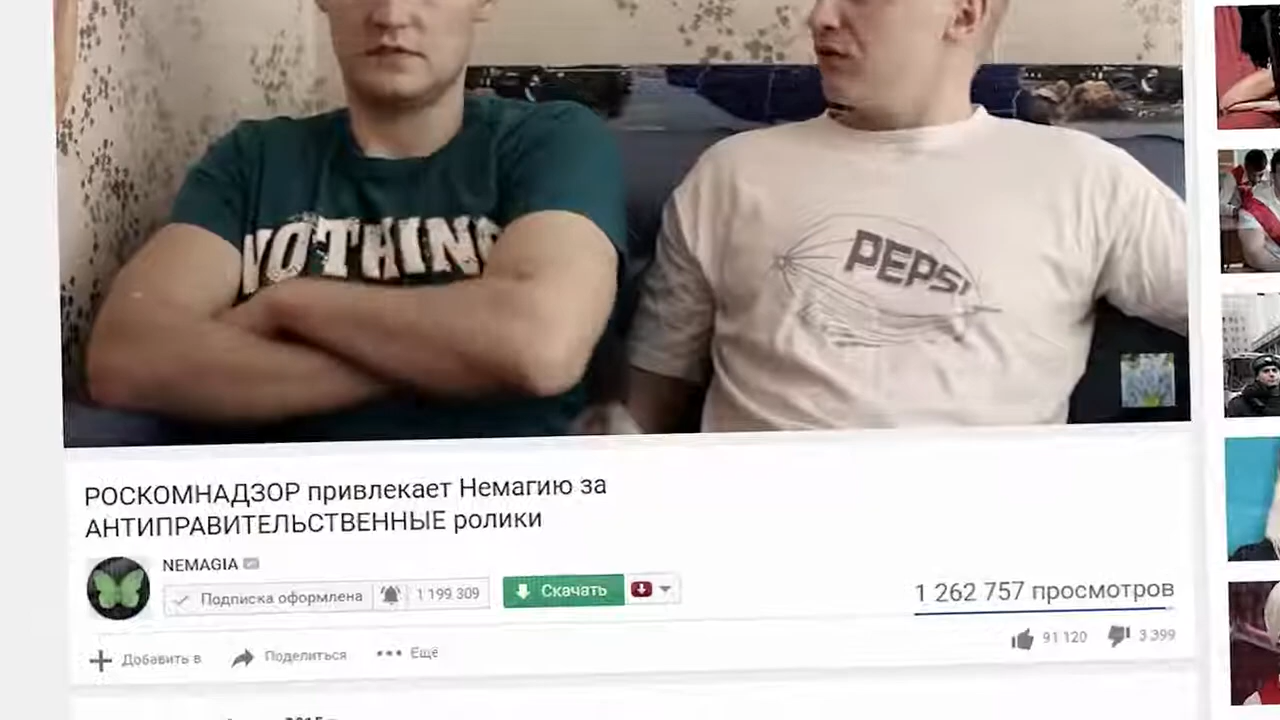 NOTHING
PEPSI
РОСКОМНАДЗОР привлекает Немагию за
АНТИПРАВИТЕЛЬСТВЕННЫЕ ролики
NEMAGIA
Подписка оформлена 1 199 309 Скачать
1 262 757 просмотров
Добавить в Поделиться Ещё 91 120 3 399
2015